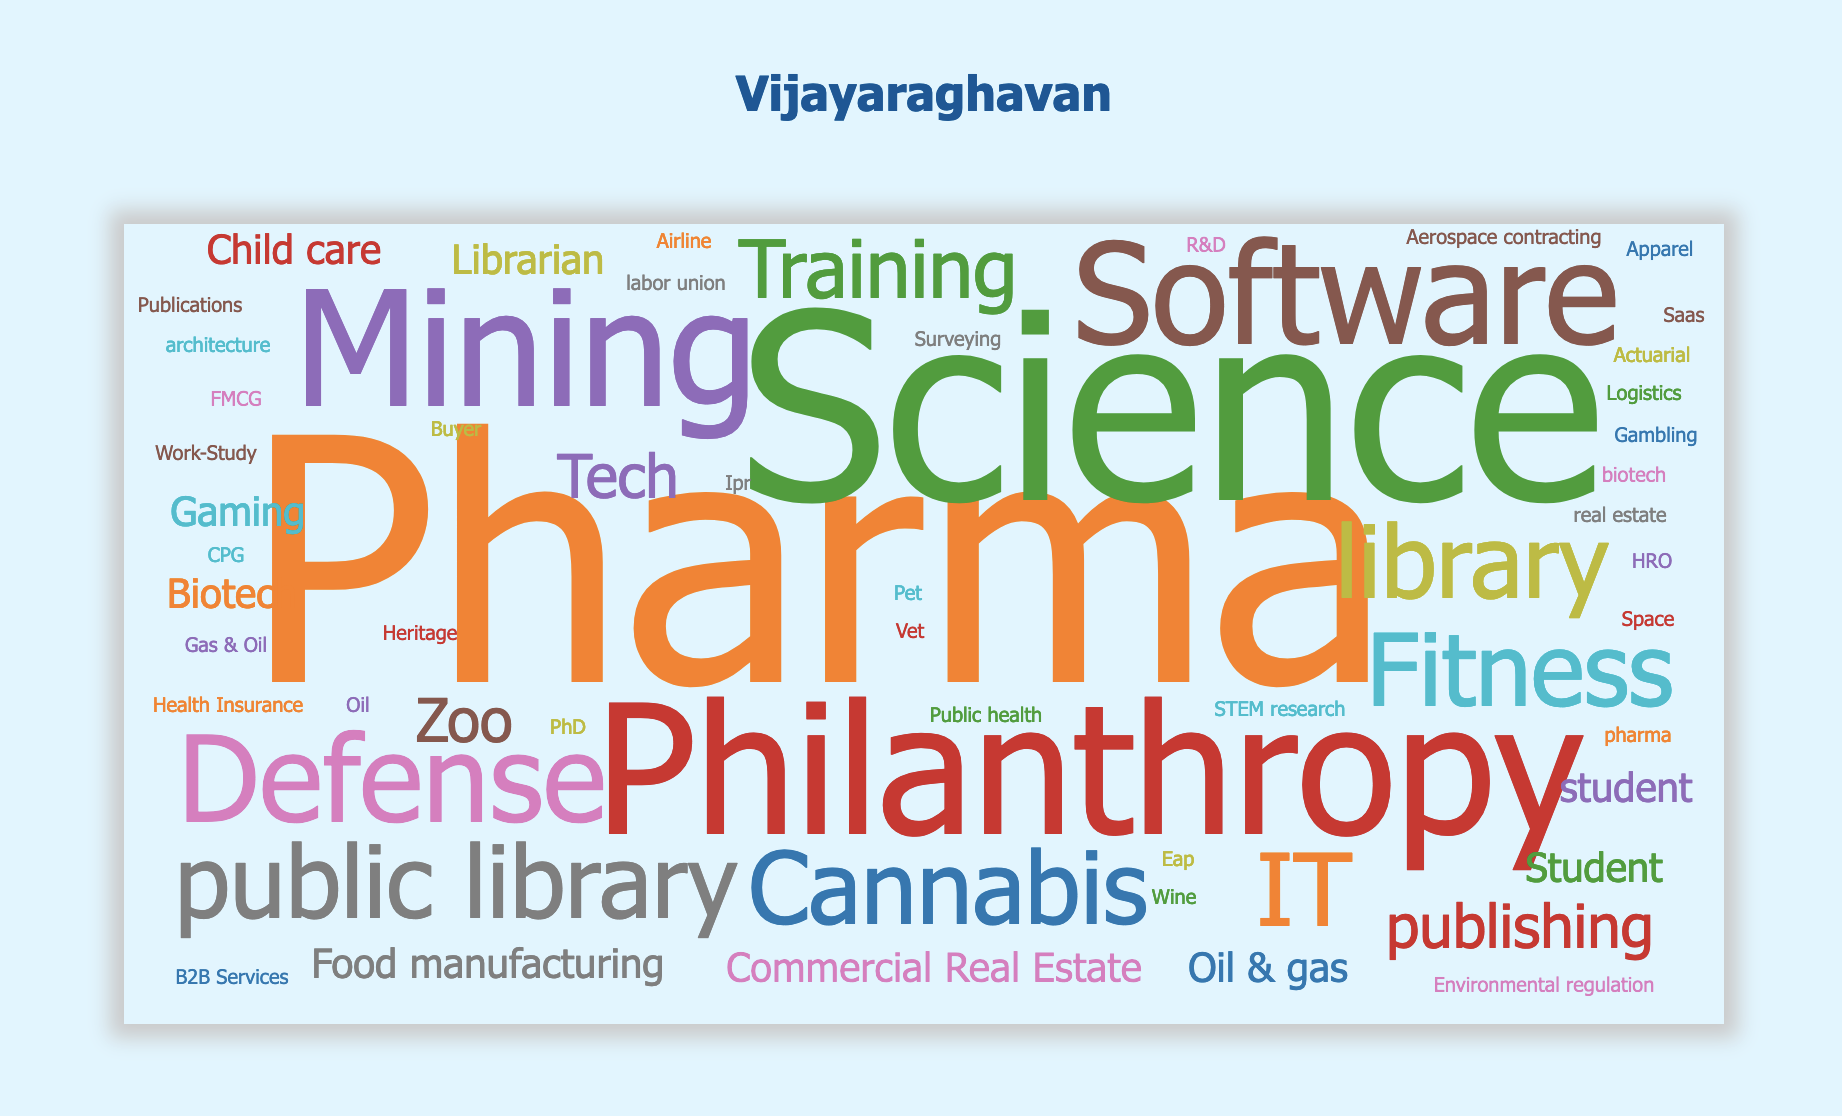 Vijayaraghavan
Child care
Librarian
Airline
Training
R&D
Software
Aerospace contracting
Apparel
labor union
Publications
Mining
Science
Surveying
Saas
architecture
Actuarial
FMCG
Logistics
Buyer
Gambling
Work-Study
Tech
Ipr
biotech
Gaming
Pharma
real estate
CPG
library
HRO
Biotec
Pet
Heritage
Vet
Space
Gas & Oil
Fitness
Health Insurance
Oil
Zoo
PhD
Public health
STEM research
Defense
Philanthropy
pharma
student
public library
Cannabis
Eap
Wine
IT
Student
publishing
B2B Services
Food manufacturing
Commercial Real Estate
Oil & gas
Environmental regulation